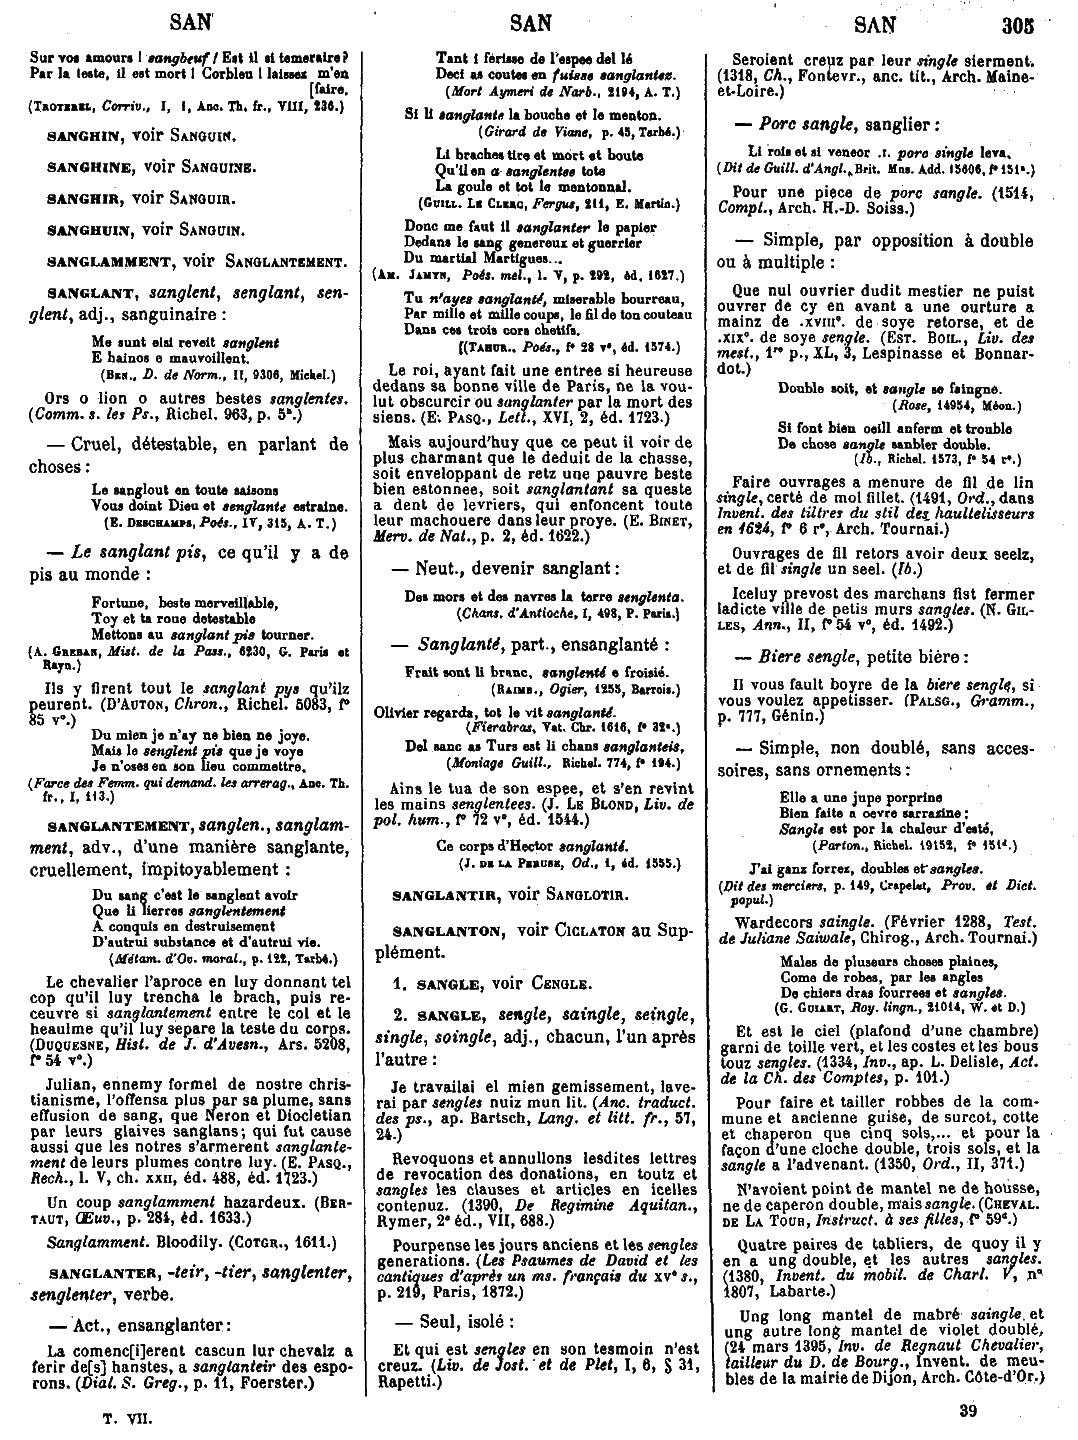 SAN
SAN
SAN 305
Sur vos amours ! sangbeuf ! Est il si temeraire ?
Par la teste, il est mort ! Corbleu ! laissez m'en
[faire.
(TROTEREL, Corriv., I, 1, Anc. Th. fr., VIII, 236.)
SANGHIN, voir SANGUIN.
SANGHINE, voir SANGUINE.
SANGHIR, voir SANGUIR.
SANGHUIN, voir SANGUIN.
SANGLAMMENT, voir SANGLANTEMENT.
SANGLANT, sanglent, senglant, sen-
glent, adj., sanguinaire :
Me sunt eisi reveit sanglent
E hainos e mauvoillent.
(BEN., D. de Norm., II, 9306, Michel.)
Ors o lion o autres bestes sanglentes.
(Comm. s. les Ps., Richel. 963, p. 5b.)
— Cruel, détestable, en parlant de
choses :
Le sanglout en toute saisons
Vous doint Dieu et senglante estraine.
(E. DESCHAMPS, Poés., IV, 315, A. T.)
— Le sanglant pis, ce qu'il y a de
pis au monde :
Fortune, beste merveillable,
Toy et ta roue detestable
Mettons au sanglant pis tourner.
(A. GREBAN, Mist. de la Pass., 6230, G. Paris et
Rayn.)
Ils y firent tout le sanglant pys qu'ilz
peurent. (D'AUTON, Chron., Richel. 5083, f°
85 v°.)
Du mien je n'ay ne bien ne joye.
Mais le senglent pis que je voye
Je n'oses en son lieu commettre.
(Farce des Femm. qui demand. les arrerag., Anc. Th.
fr., I, 113.)
SANGLANTEMENT, sanglen., sanglam-
ment, adv., d'une manière sanglante,
cruellement, impitoyablement :
Du sang c'est le sanglent avoir
Que li lierres sanglentement
A conquis en destruisement
D'autrui substance et d'autrui vie.
(Métam. d'Ov. moral., p. 122, Tarbé.)
Le chevalier l'aproce en luy donnant tel
cop qu'il luy trencha le brach, puis re-
ceuvre si sanglantement entre le col et le
heaulme qu'il luy separe la teste du corps.
(DUQUESNE, Hist. de J. d'Avesn., Ars. 5208,
f° 54 v°.)
Julian, ennemy formel de nostre chris-
tianisme, l'offensa plus par sa plume, sans
effusion de sang, que Neron et Diocletian
par leurs glaives sanglans ; qui fut cause
aussi que les notres s'armerent sanglante-
ment de leurs plumes contre luy. (E. PASQ.,
Rech., l. V, ch. XXII, éd. 488, éd. 1723.)
Un coup sanglamment hazardeux. (BER-
TAUT, Œuv., p. 284, éd. 1633.)
Sanglamment. Bloodily. (COTGR., 1611.)
SANGLANTER, -teir, -tier, sanglenter,
senglenter, verbe.
— Act., ensanglanter :
La comenc[i]erent cascun lur chevalz a
ferir de[s] hanstes, a sanglanteir des espo-
rons. (Dial. S. Greg., p. 11, Foerster.)
T. VII.
Tant i ferisse de l'espee del lé
Deci as coutes en fuisse sanglantez.
(Mort Aymeri de Narb., 2194, A. T.)
Si li sanglante la bouche et le menton.
(Girard de Viane, p. 45, Tarbé.)
Li braches tire et mort et boute
Qu'il en a sanglentee tote
La goule et tot le mentonnal.
(GUILL. LE CLERC, Fergus, 211, E. Martin.)
Donc me faut il sanglanter le papier
Dedans le sang genereux et guerrier
Du martial Martigues...
(AM. JAMYN, Poés. mel., l. V, p. 292, éd. 1627.)
Tu n'ayes sanglanté, miserable bourreau,
Par mille et mille coups, le fil de ton couteau
Dans ces trois cors chetifs.
[(TAHUR., Poés., f° 28 v°, éd. 1574.)
Le roi, ayant fait une entree si heureuse
dedans sa bonne ville de Paris, ne la vou-
lut obscurcir ou sanglanter par la mort des
siens. (E. PASQ., Lett., XVI, 2, éd. 1723.)
Mais aujourd'huy que ce peut il voir de
plus charmant que le deduit de la chasse,
soit enveloppant de retz une pauvre beste
bien estonnee, soit sanglantant sa queste
a dent de levriers, qui enfoncent toute
leur machouere dans leur proye. (E. BINET,
Merv. de Nat., p. 2, éd. 1622.)
— Neut., devenir sanglant :
Des mors et des navres la terre senglenta.
(Chans. d'Antioche, I, 498, P. Paris.)
— Sanglanté, part., ensanglanté :
Frait sont li branc, sanglenté e froisié.
(RAIMB., Ogier, 1255, Barrois.)
Olivier regarda, tot le vit sanglanté.
(Fierabras, Vat. Chr. 1616, f° 32a.)
Del sanc as Turs est li chans sanglanteis,
(Moniage Guill., Richel. 774, f° 194.)
Ains le tua de son espee, et s'en revint
les mains senglentees. (J. LE BLOND, Liv. de
pol. hum., f° 72 v°, éd. 1544.)
Ce corps d'Hector sanglanté.
(J. DE LA PERUSE, Od., 1, éd. 1555.)
SANGLANTIR, voir SANGLOTIR.
SANGLANTON, voir CICLATON au Sup-
plément.
1. SANGLE, voir CENGLE.
2. SANGLE, sengle, saingle, seingle,
single, soingle, adj., chacun, l'un après
l'autre :
Je travailai el mien gemissement, lave-
rai par sengles nuiz mun lit. (Anc. traduct.
des ps., ap. Bartsch, Lang. et litt. fr., 57,
24.)
Revoquons et annullons lesdites lettres
de revocation des donations, en toutz et
sangles les clauses et articles en icelles
contenuz. (1390, De Regimine Aquitan.,
Rymer, 2e éd., VII, 688.)
Pourpense les jours anciens et les sengles
generations. (Les Psaumes de David et les
cantiques d'après un ms. français du XVe s.,
p. 219, Paris, 1872.)
— Seul, isolé :
Et qui est sengles en son tesmoin n'est
creuz. (Liv. de Jost. et de Plet, I, 6, § 31,
Rapetti.)
Seroient creuz par leur single sierment.
(1318, Ch., Fontevr., anc. tit., Arch. Maine-
et-Loire.)
— Porc sangle, sanglier :
Li rois et si veneor .I. porc single leva.
(Dit de Guill. d'Angl., Brit. Mus. Add. 15606, f° 151a.)
Pour une piece de porc sangle. (1514,
Compt., Arch. H.-D. Soiss.)
— Simple, par opposition à double
ou à multiple :
Que nul ouvrier dudit mestier ne puist
ouvrer de cy en avant a une ourture a
mainz de .XVIIIe. de soye retorse, et de
.XIXe. de soye sengle. (EST. BOIL., Liv. des
mest., 1re p., XL, 3, Lespinasse et Bonnar-
dot.)
Double soit, et sangle se faingne.
(Rose, 14954, Méon.)
Si font bien oeill anferm et trouble
De chose sangle sanbler double.
(Ib., Richel. 1573, f° 54 r°.)
Faire ouvrages a menure de fil de lin
single, certé de mol fillet. (1491, Ord., dans
Invent. des tiltres du stil des haultelisseurs
en 1624, f° 6 r°, Arch. Tournai.)
Ouvrages de fil retors avoir deux seelz,
et de fil single un seel. (Ib.)
Iceluy prevost des marchans fist fermer
ladicte ville de petis murs sangles. (N. GIL-
LES, Ann., II, f° 54 v°, éd. 1492.)
— Biere sengle, petite bière :
Il vous fault boyre de la biere sengle, si
vous voulez appetisser. (PALSG., Gramm.,
p. 777, Génin.)
— Simple, non doublé, sans acces-
soires, sans ornements :
Elle a une jupe porprine
Bien faite a oevre sarrasine ;
Sangle est por la chaleur d'esté,
(Parton., Richel. 19152, f° 151d.)
J'ai ganz forrez, doubles et sangles.
(Dit des merciers, p. 149, Crapelet, Prov. et Dict.
popul.)
Wardecors saingle. (Février 1288, Test.
de Juliane Saiwale, Chirog., Arch. Tournai.)
Males de pluseurs choses plaines,
Come de robes, par les angles
De chiers dras fourrees et sangles.
(G. GUIART, Roy. lingn., 21014, W. et D.)
Et est le ciel (plafond d'une chambre)
garni de toille vert, et les costes et les bous
touz sengles. (1334, Inv., ap. L. Delisle, Act.
de la Ch. des Comptes, p. 101.)
Pour faire et tailler robbes de la com-
mune et ancienne guise, de surcot, cotte
et chaperon que cinq sols,... et pour la
façon d'une cloche double, trois sols, et la
sangle a l'advenant. (1350, Ord., II, 371.)
N'avoient point de mantel ne de housse,
ne de caperon double, mais sangle. (CHEVAL.
DE LA TOUR, Instruct. à ses filles, f° 59d.)
Quatre paires de tabliers, de quoy il y
en a ung double, et les autres sangles.
(1380, Invent. du mobil. de Charl. V, n°
1807, Labarte.)
Ung long mantel de mabré saingle et
ung autre long mantel de violet doublé,
(24 mars 1395, Inv. de Regnaut Chevalier,
tailleur du D. de Bourg., Invent. de meu-
bles de la mairie de Dijon, Arch. Côte-d'Or.)
39